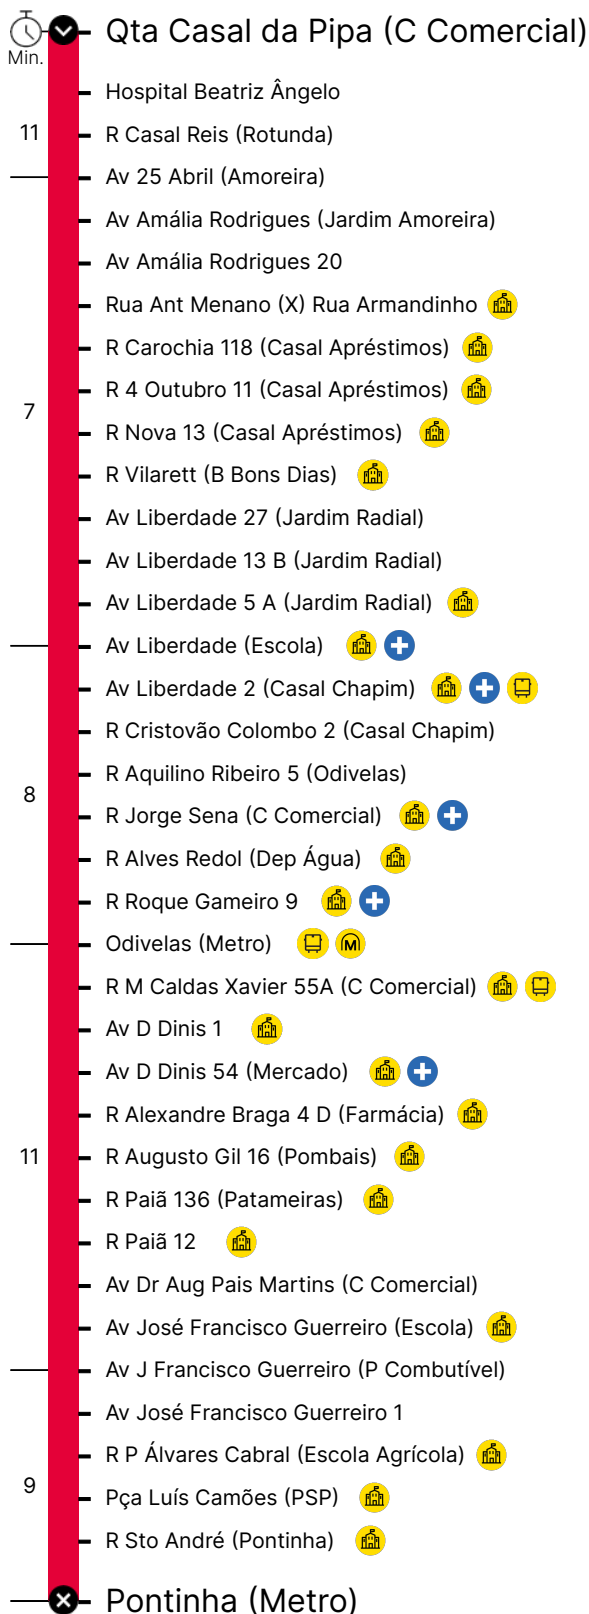 Qta Casal da Pipa (C Comercial)
Min.
Hospital Beatriz Ângelo
11
R Casal Reis (Rotunda)
Av 25 Abril (Amoreira)
Av Amália Rodrigues (Jardim Amoreira)
Av Amália Rodrigues 20
Rua Ant Menano (X) Rua Armandinho
R Carochia 118 (Casal Apréstimos)
R 4 Outubro 11 (Casal Apréstimos)
7
R Nova 13 (Casal Apréstimos)
R Vilarett (B Bons Dias)
Av Liberdade 27 (Jardim Radial)
Av Liberdade 13 B (Jardim Radial)
Av Liberdade 5 A (Jardim Radial)
Av Liberdade (Escola)
Av Liberdade 2 (Casal Chapim)
R Cristovão Colombo 2 (Casal Chapim)
R Aquilino Ribeiro 5 (Odivelas)
8
R Jorge Sena (C Comercial)
R Alves Redol (Dep Água)
R Roque Gameiro 9
Odivelas (Metro)
M
R M Caldas Xavier 55A (C Comercial)
Av D Dinis 1
Av D Dinis 54 (Mercado)
R Alexandre Braga 4 D (Farmácia)
11
R Augusto Gil 16 (Pombais)
R Paiã 136 (Patameiras)
R Paiã 12
Av Dr Aug Pais Martins (C Comercial)
Av José Francisco Guerreiro (Escola)
Av J Francisco Guerreiro (P Combutível)
Av José Francisco Guerreiro 1
R P Álvares Cabral (Escola Agrícola)
9
Pça Luís Camões (PSP)
R Sto André (Pontinha)
Pontinha (Metro)